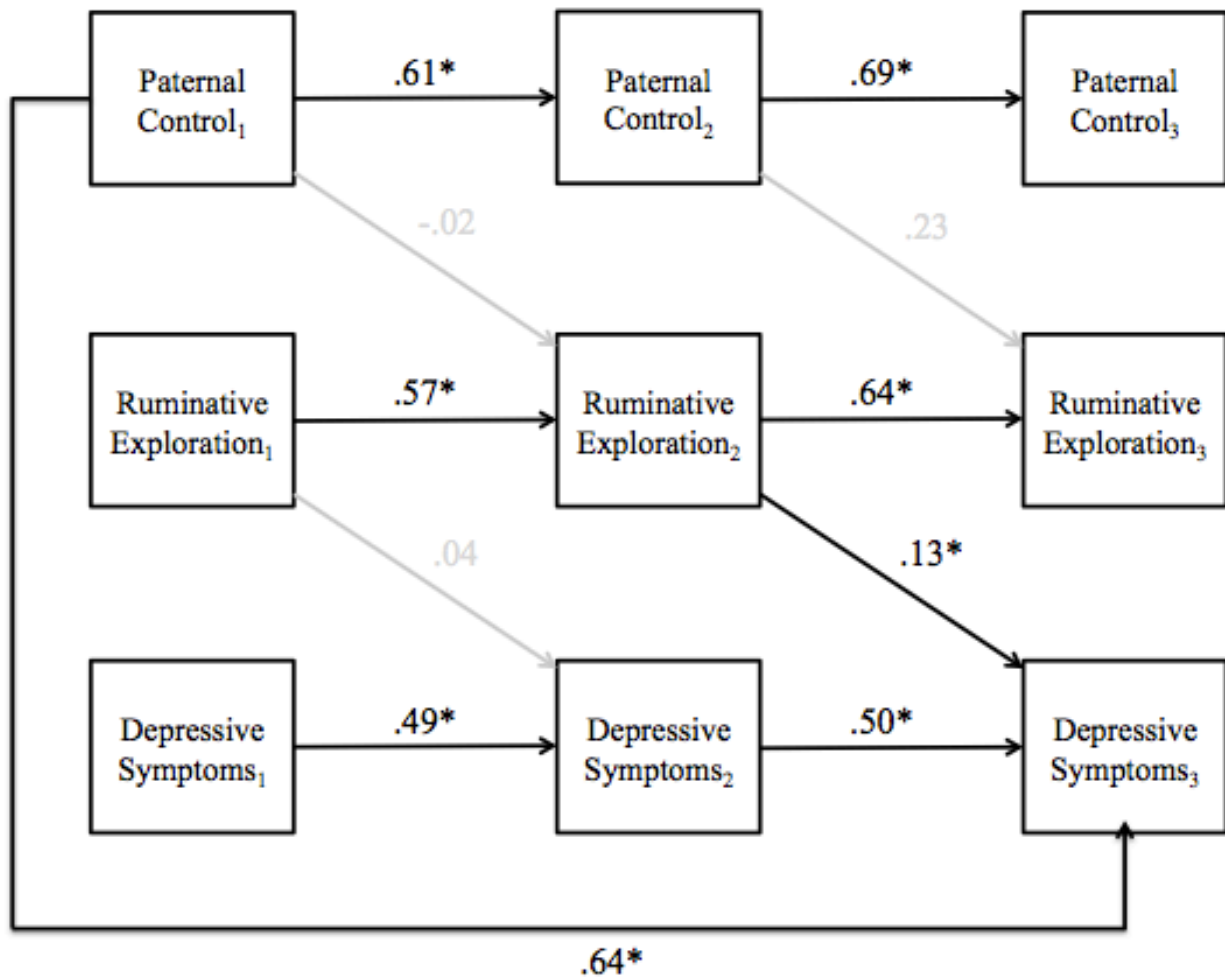 .61*
.69*
Paternal
Control₁
Paternal
Control₂
Paternal
Control₃
-.02
.23
.57*
.64*
Ruminative
Exploration₁
Ruminative
Exploration₂
Ruminative
Exploration₃
.04
.13*
.49*
.50*
Depressive
Symptoms₁
Depressive
Symptoms₂
Depressive
Symptoms₃
.64*